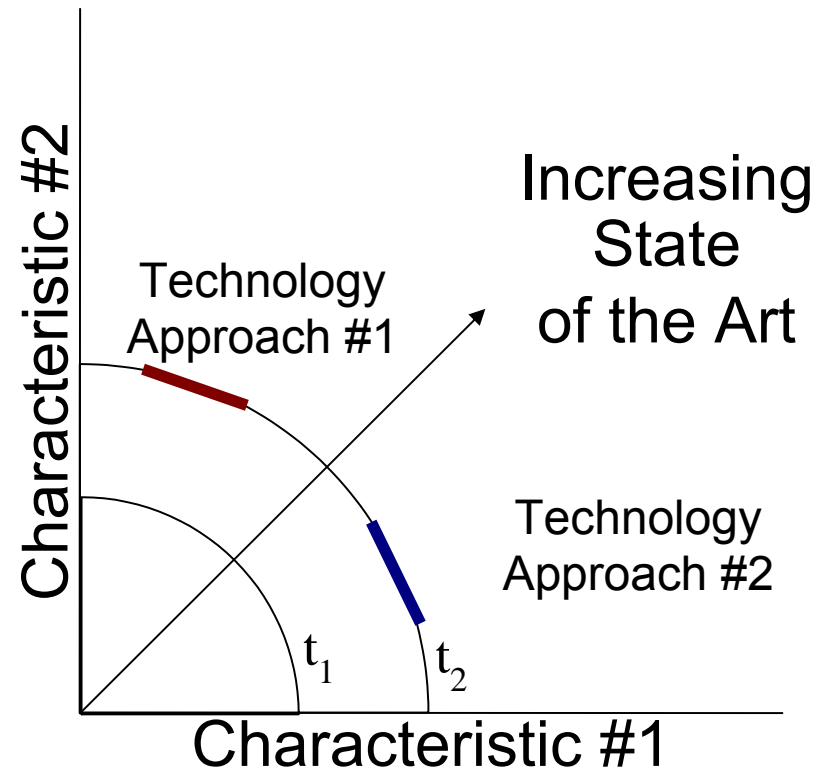 Characteristic #2
Increasing
State
of the Art
Technology
Approach #1
Technology
Approach #2
t1
t2
Characteristic #1